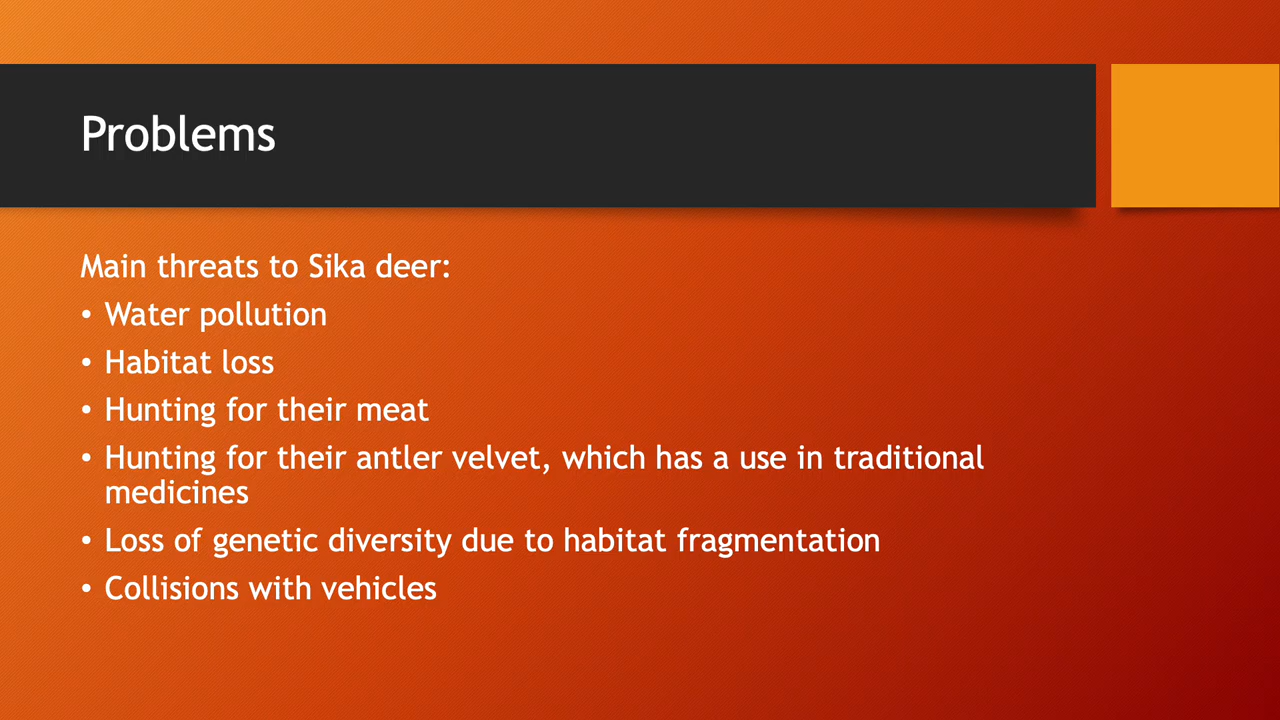 Problems
Main threats to Sika deer:
• Water pollution
• Habitat loss
• Hunting for their meat
• Hunting for their antler velvet, which has a use in traditional
medicines
• Loss of genetic diversity due to habitat fragmentation
• Collisions with vehicles